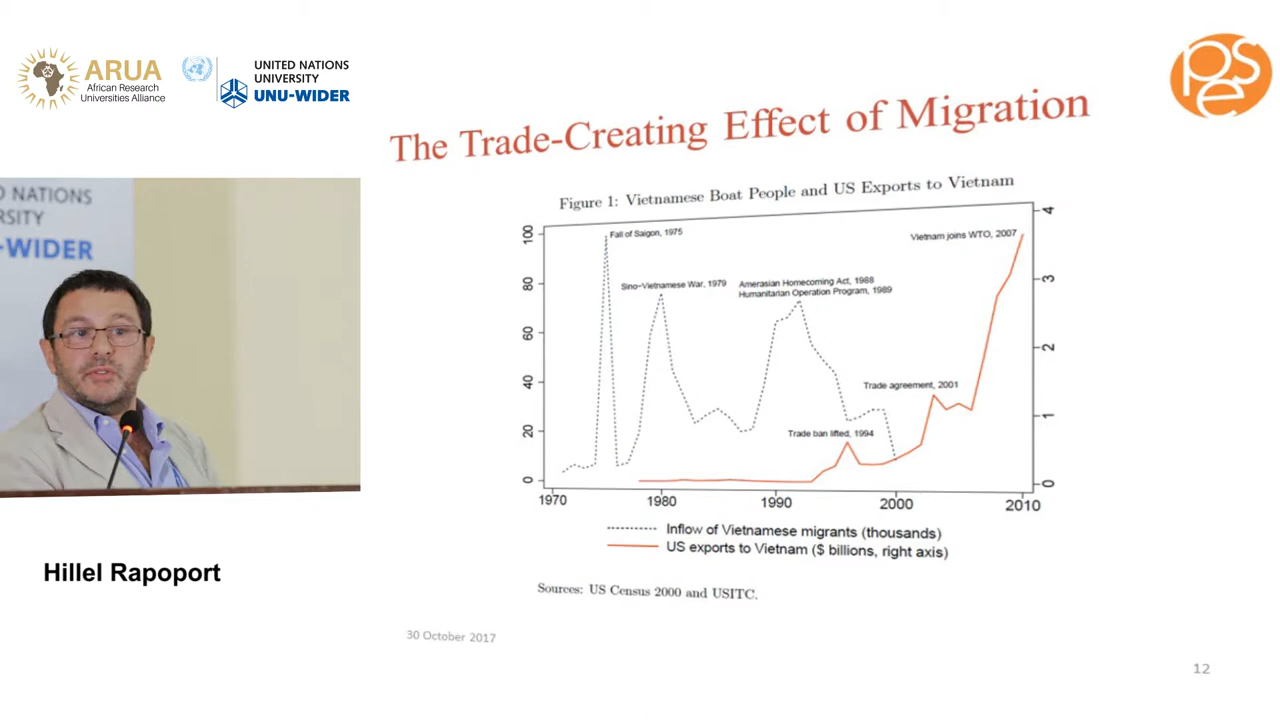 ARUA
African Research
Universities Alliance
UNITED NATIONS
UNIVERSITY
UNU-WIDER
pse
The Trade-Creating Effect of Migration
Figure 1: Vietnamese Boat People and US Exports to Vietnam
D NATIONS
RSITY
-WIDER
Fall of Saigon, 1975
Vietnam joins WTO, 2007
Sino-Vietnamese War, 1979
Amerasian Homecoming Act, 1988
Humanitarian Operation Program, 1989
Trade agreement, 2001
Trade ban lifted, 1994
100
80
60
40
20
0
4
3
2
1
0
1970 1980 1990 2000 2010
Inflow of Vietnamese migrants (thousands)
US exports to Vietnam ($ billions, right axis)
Sources: US Census 2000 and USITC.
Hillel Rapoport
30 October 2017
12